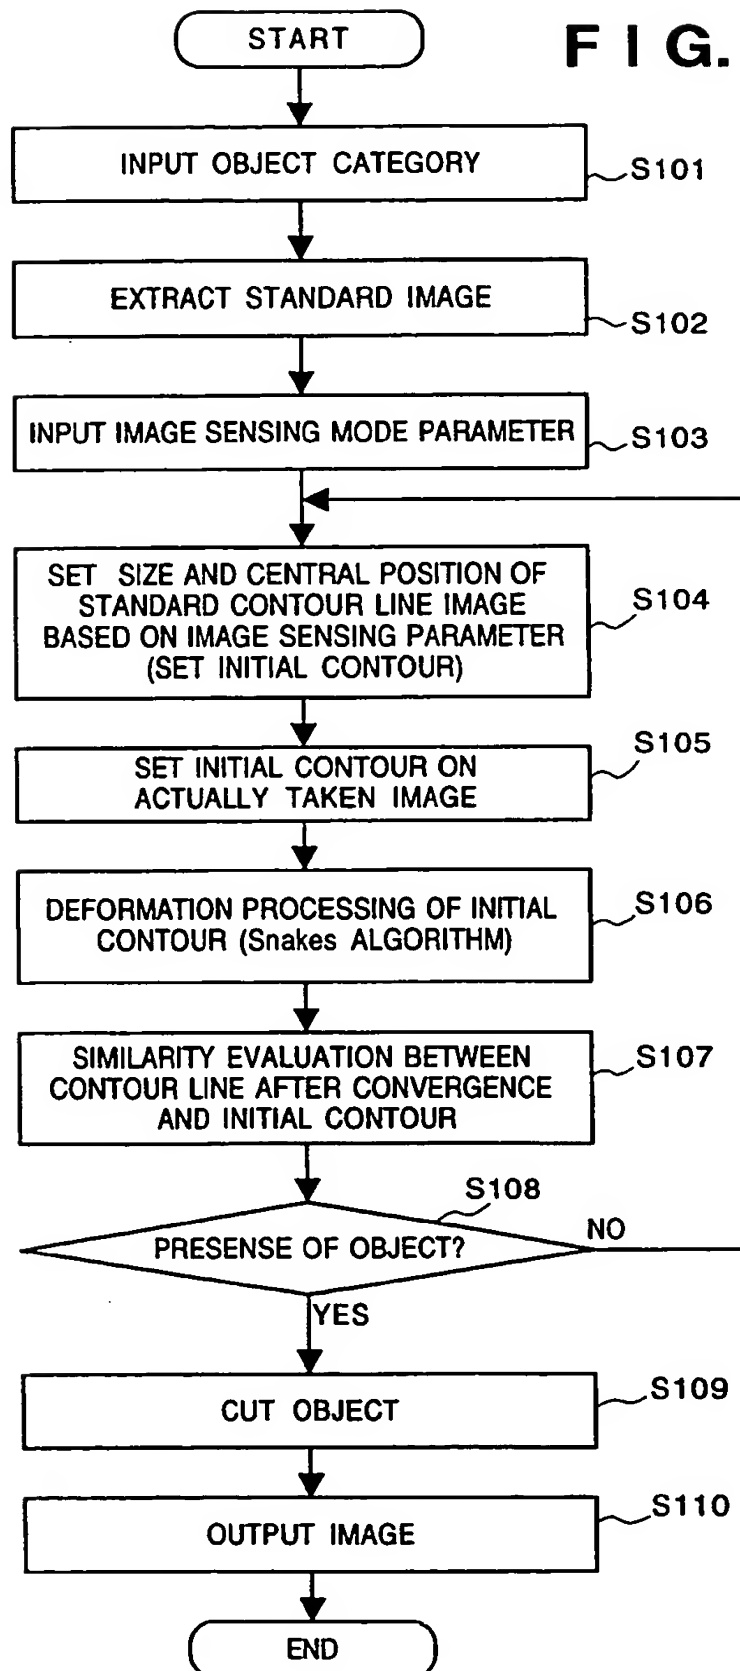 START
F I G.
INPUT OBJECT CATEGORY
S101
EXTRACT STANDARD IMAGE
S102
INPUT IMAGE SENSING MODE PARAMETER
S103
SET SIZE AND CENTRAL POSITION OF
STANDARD CONTOUR LINE IMAGE
BASED ON IMAGE SENSING PARAMETER
(SET INITIAL CONTOUR)
S104
SET INITIAL CONTOUR ON
ACTUALLY TAKEN IMAGE
S105
DEFORMATION PROCESSING OF INITIAL
CONTOUR (Snakes ALGORITHM)
S106
SIMILARITY EVALUATION BETWEEN
CONTOUR LINE AFTER CONVERGENCE
AND INITIAL CONTOUR
S107
S108
PRESENSE OF OBJECT?
NO
YES
CUT OBJECT
S109
OUTPUT IMAGE
S110
END